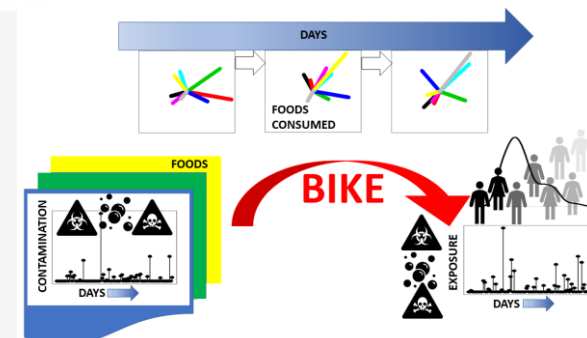 DAYS
FOODS
CONSUMED
FOODS
BIKE
CONTAMINATION
DAYS
EXPOSURE
DAYS